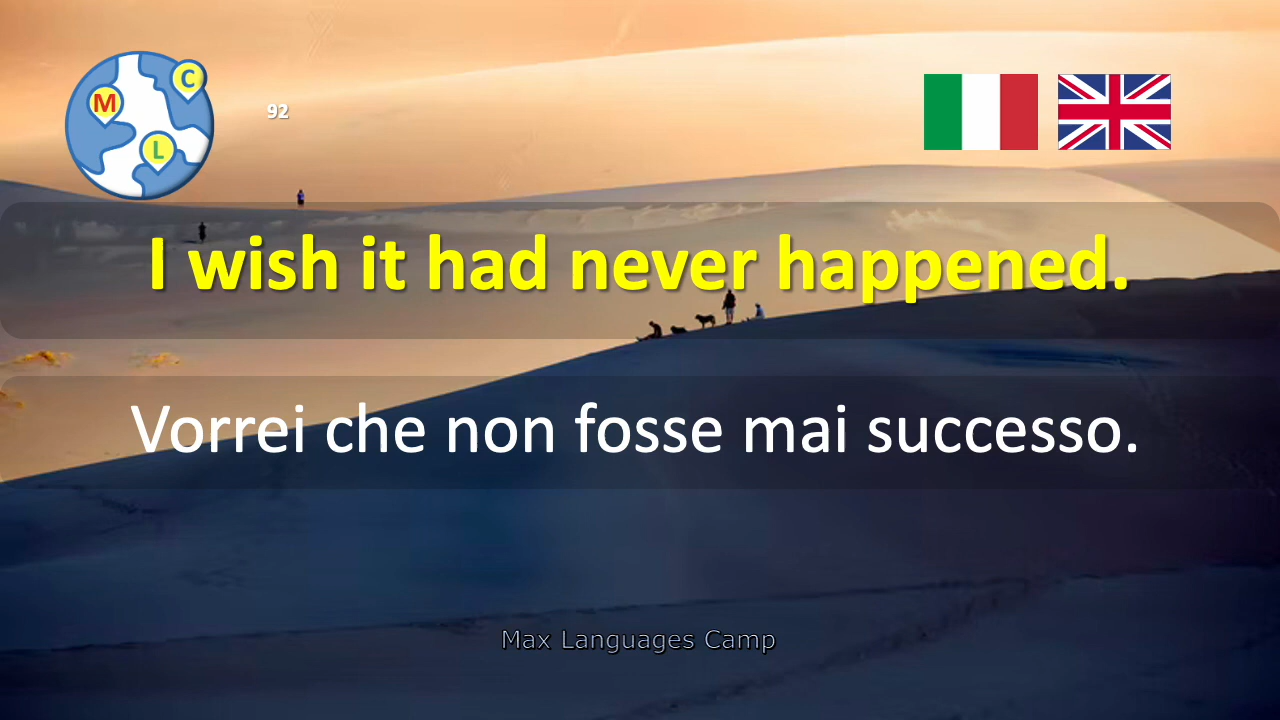 C
M
L
92
I wish it had never happened.
Vorrei che non fosse mai successo.
Max Languages Camp